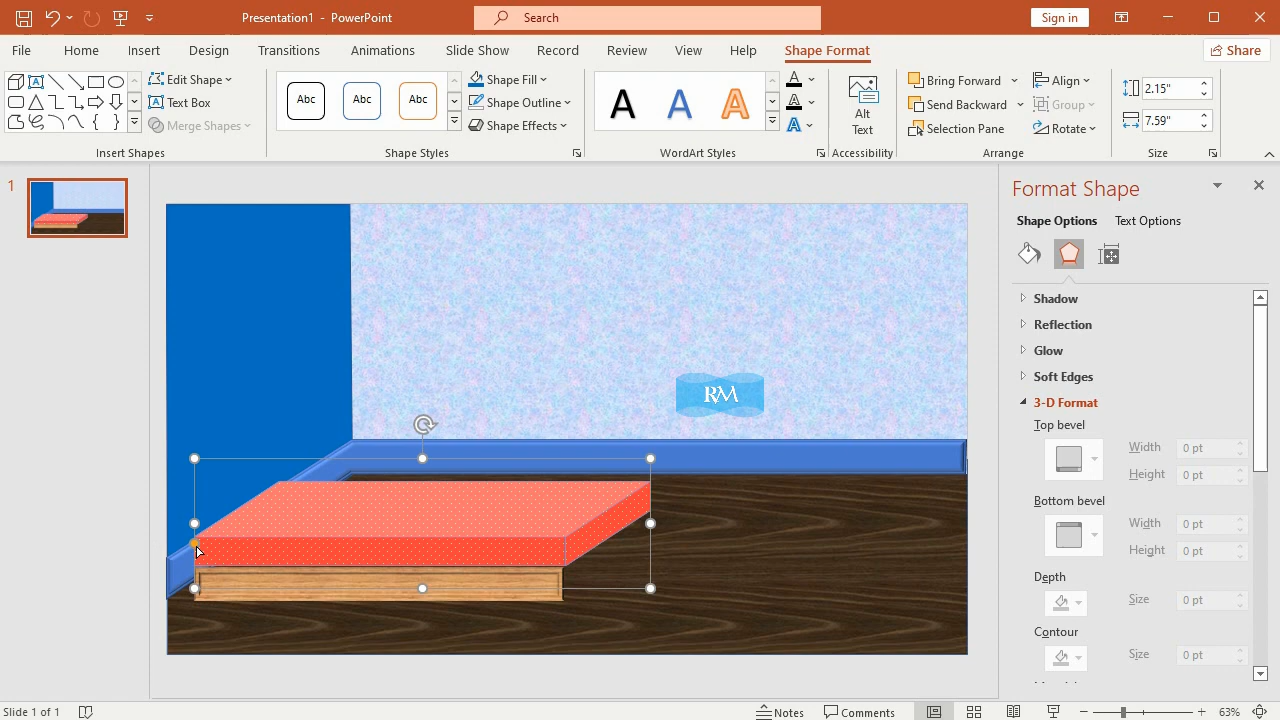 Presentation1 - PowerPoint
Search
Sign in
File Home Insert Design Transitions Animations Slide Show Record Review View Help Shape Format
Share
Edit Shape
Text Box
Merge Shapes
Insert Shapes
Abc Abc Abc
Shape Fill
Shape Outline
Shape Effects
Shape Styles
A A A
A
A
A
WordArt Styles
Alt
Text
Accessibility
Bring Forward
Send Backward
Selection Pane
Align
Group
Rotate
Arrange
2.15"
7.59"
Size
1
RM
Format Shape
Shape Options Text Options
Shadow
Reflection
Glow
Soft Edges
3-D Format
Top bevel
Width 0 pt
Height 0 pt
Bottom bevel
Width 0 pt
Height 0 pt
Depth
Size 0 pt
Contour
Size 0 pt
Slide 1 of 1
Notes
Comments
63%